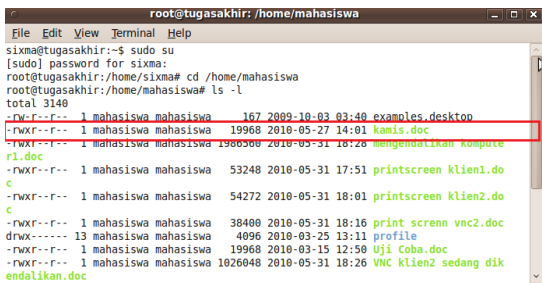 root@tugasakhir: /home/mahasiswa
File Edit View Terminal Help
sixma@tugasakhir:~$ sudo su
[sudo] password for sixma:
root@tugasakhir:/home/sixma# cd /home/mahasiswa
root@tugasakhir:/home/mahasiswa# ls -l
total 3140
-rw-r--r-- 1 mahasiswa mahasiswa 167 2009-10-03 03:40 examples.desktop
-rwxr--r-- 1 mahasiswa mahasiswa 19968 2010-05-27 14:01 kamis.doc
-rwxr--r-- 1 mahasiswa mahasiswa 1986560 2010-05-31 18:28 mengendalikan kompute
r1.doc
-rwxr--r-- 1 mahasiswa mahasiswa 53248 2010-05-31 17:51 printscreen klien1.do
c
-rwxr--r-- 1 mahasiswa mahasiswa 54272 2010-05-31 18:01 printscreen klien2.do
c
-rwxr--r-- 1 mahasiswa mahasiswa 38400 2010-05-31 18:16 print screnn vnc2.doc
drwx------ 13 mahasiswa mahasiswa 4096 2010-03-25 13:11 profile
-rwxr--r-- 1 mahasiswa mahasiswa 19968 2010-03-15 12:50 Uji Coba.doc
-rwxr--r-- 1 mahasiswa mahasiswa 1026048 2010-05-31 18:26 VNC klien2 sedang dik
endalikan.doc